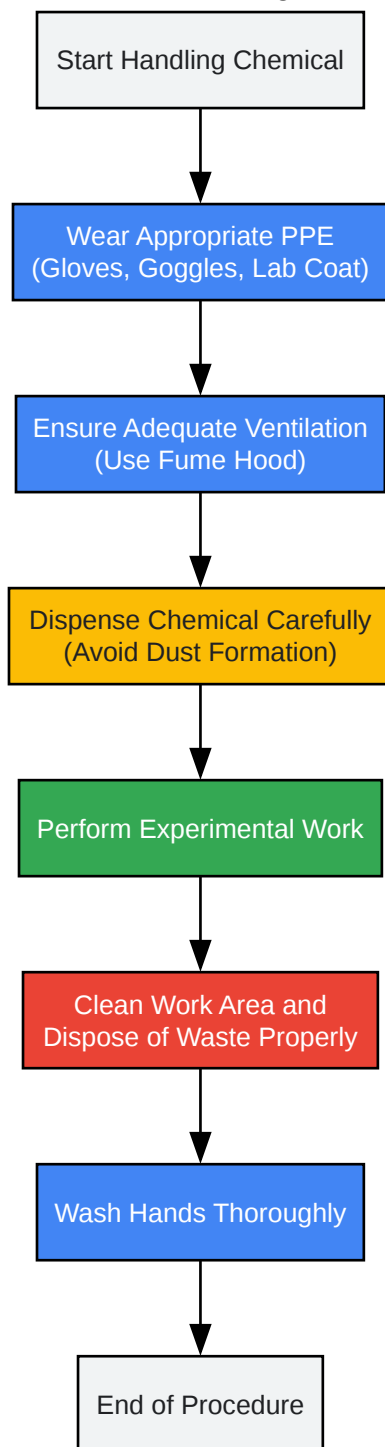 Start Handling Chemical
Wear Appropriate PPE
(Gloves, Goggles, Lab Coat)
Ensure Adequate Ventilation
(Use Fume Hood)
Dispense Chemical Carefully
(Avoid Dust Formation)
Perform Experimental Work
Clean Work Area and
Dispose of Waste Properly
Wash Hands Thoroughly
End of Procedure